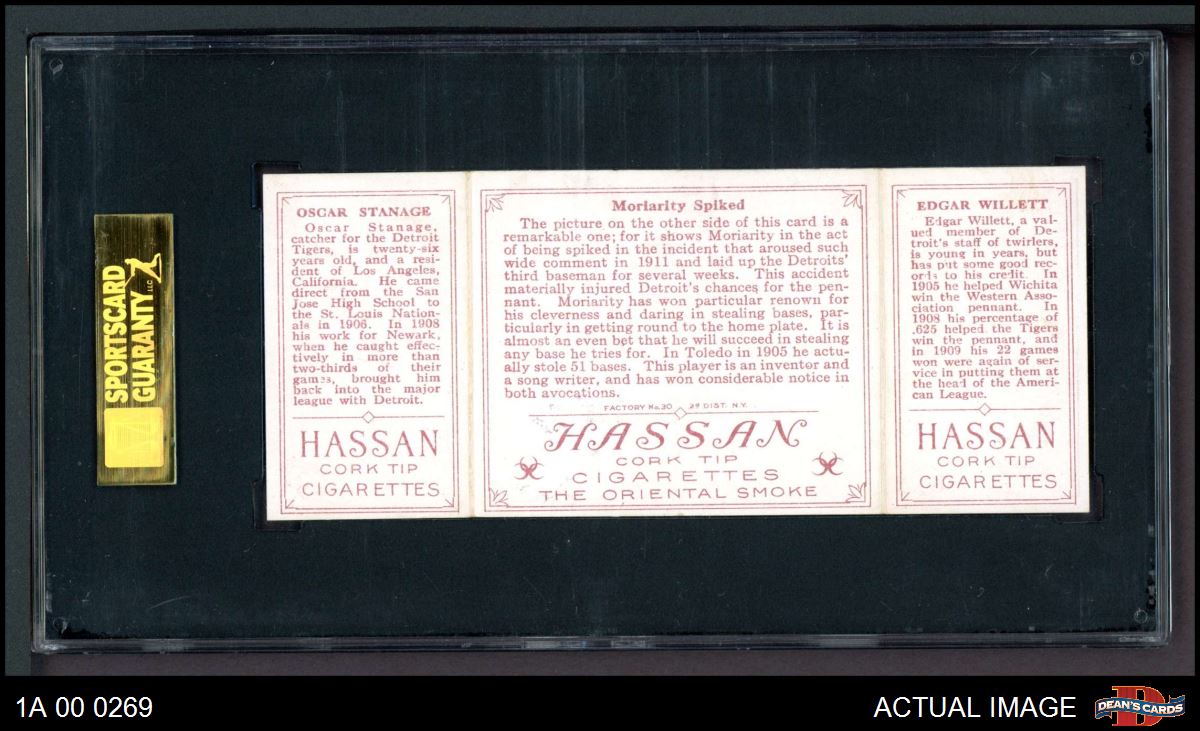 SPORTSCARD
GUARANTY LLC
OSCAR STANAGE
Oscar Stanage,
catcher for the Detroit
Tigers, is twenty-six
years old, and a resi-
dent of Los Angeles,
California. He came
direct from the San
Jose High School to
the St. Louis Nation-
als in 1906. In 1908
his work for Newark,
when he caught effec-
tively in more than
two-thirds of their
games, brought him
back into the major
league with Detroit.
HASSAN
CORK TIP
CIGARETTES
Moriarity Spiked
The picture on the other side of this card is a
remarkable one; for it shows Moriarity in the act
of being spiked in the incident that aroused such
wide comment in 1911 and laid up the Detroits'
third baseman for several weeks. This accident
materially injured Detroit's chances for the pen-
nant. Moriarity has won particular renown for
his cleverness and daring in stealing bases, par-
ticularly in getting round to the home plate. It is
almost an even bet that he will succeed in stealing
any base he tries for. In Toledo in 1905 he actu-
ally stole 51 bases. This player is an inventor and
a song writer, and has won considerable notice in
both avocations.
FACTORY No. 30 2D DIST. N.Y.
HASSAN
CORK TIP
CIGARETTES
THE ORIENTAL SMOKE
EDGAR WILLETT
Edgar Willett, a val-
ued member of De-
troit's staff of twirlers,
is young in years, but
has put some good rec-
ords to his credit. In
1905 he helped Wichita
win the Western Asso-
ciation pennant. In
1908 his percentage of
.625 helped the Tigers
win the pennant, and
in 1909 his 22 games
won were again of ser-
vice in putting them at
the head of the Ameri-
can League.
HASSAN
CORK TIP
CIGARETTES
1A 00 0269
ACTUAL IMAGE
DEAN'S CARDS